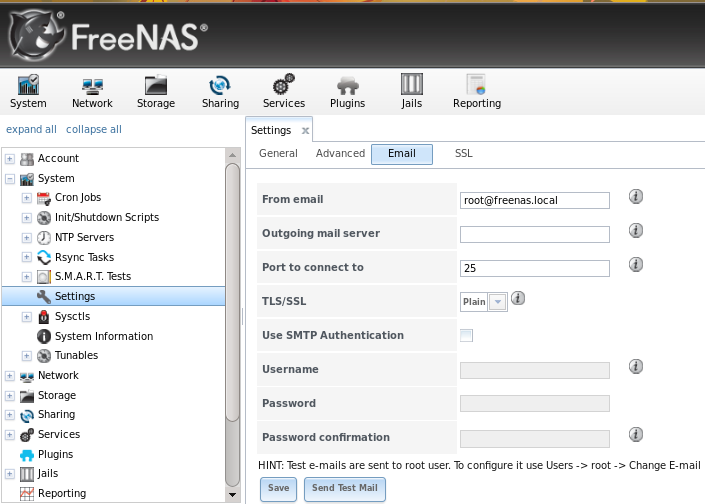 FreeNAS®
System Network Storage Sharing Services Plugins Jails Reporting
expand all collapse all
Account
System
Cron Jobs
Init/Shutdown Scripts
NTP Servers
Rsync Tasks
S.M.A.R.T. Tests
Settings
Sysctls
System Information
Tunables
Network
Storage
Sharing
Services
Plugins
Jails
Reporting
Settings
General Advanced Email SSL
From email root@freenas.local
Outgoing mail server
Port to connect to 25
TLS/SSL Plain
Use SMTP Authentication
Username
Password
Password confirmation
HINT: Test e-mails are sent to root user. To configure it use Users -> root -> Change E-mail
Save Send Test Mail